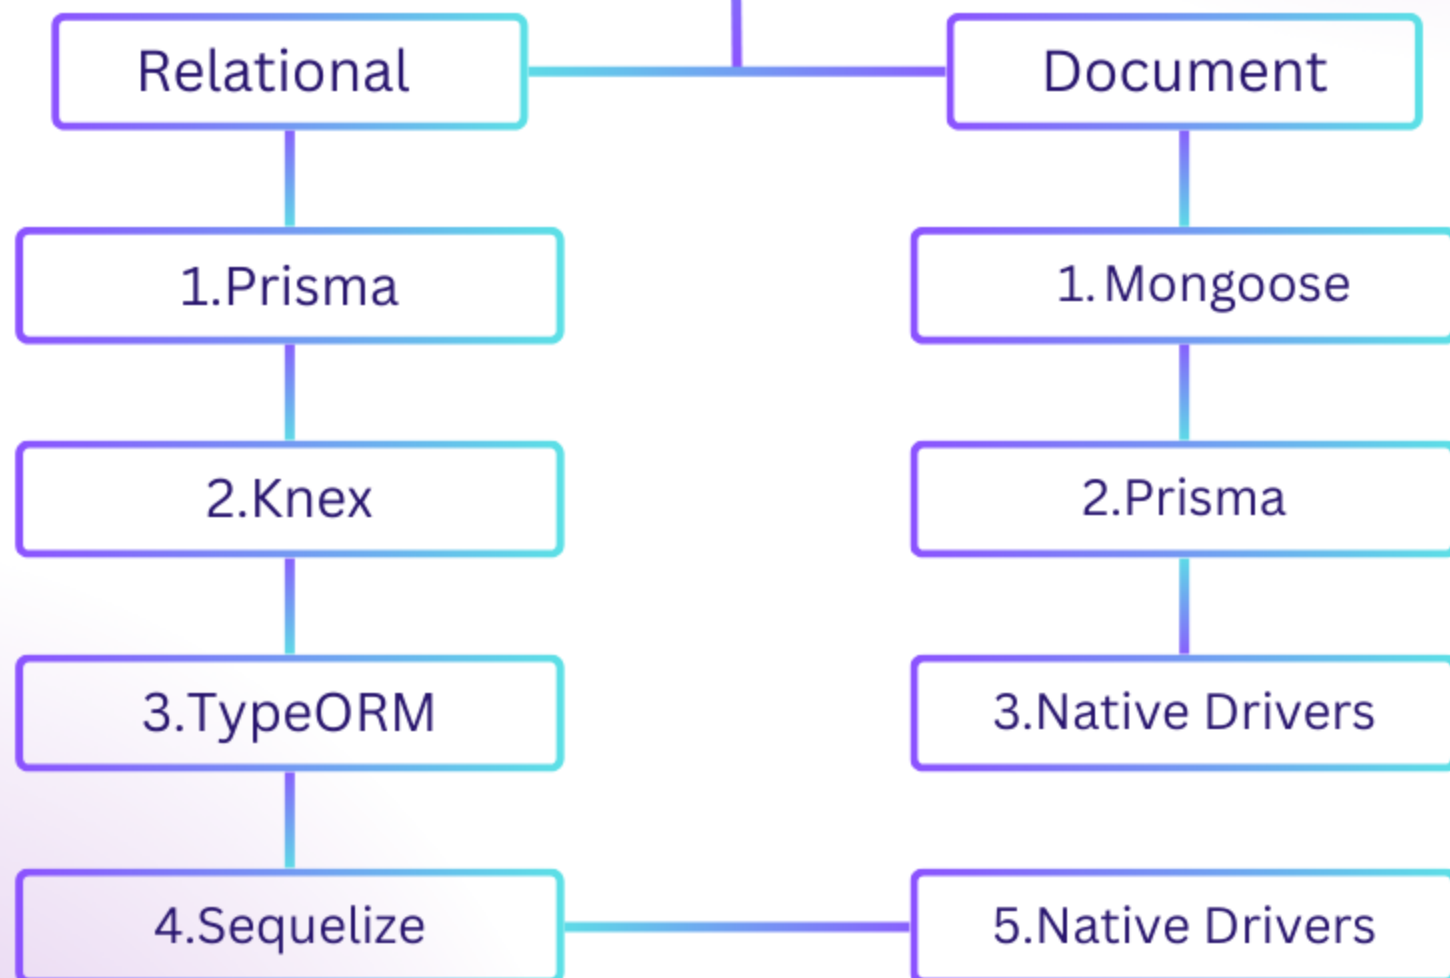 Relational
Document
1.Prisma
1. Mongoose
2.Knex
2.Prisma
3.TypeORM
3.Native Drivers
4.Sequelize
5.Native Drivers